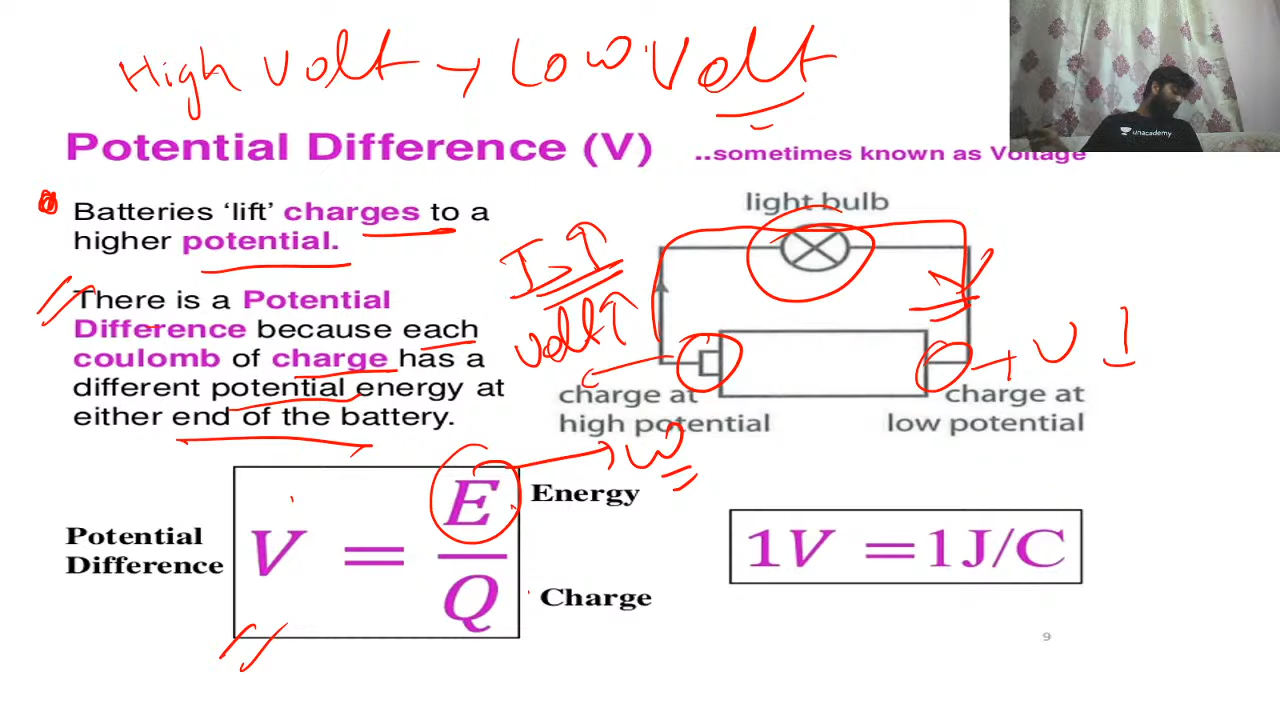 High Volt → Low Volt
Potential Difference (V) ..sometimes known as Voltage
unacademy
Batteries ‘lift’ charges to a
higher potential.
There is a Potential
Difference because each
coulomb of charge has a
different potential energy at
either end of the battery.
light bulb
Volt↑
charge at
high potential
charge at
low potential
V↓
W
Potential
Difference
V = E/Q
Energy
Charge
1V = 1J/C
9